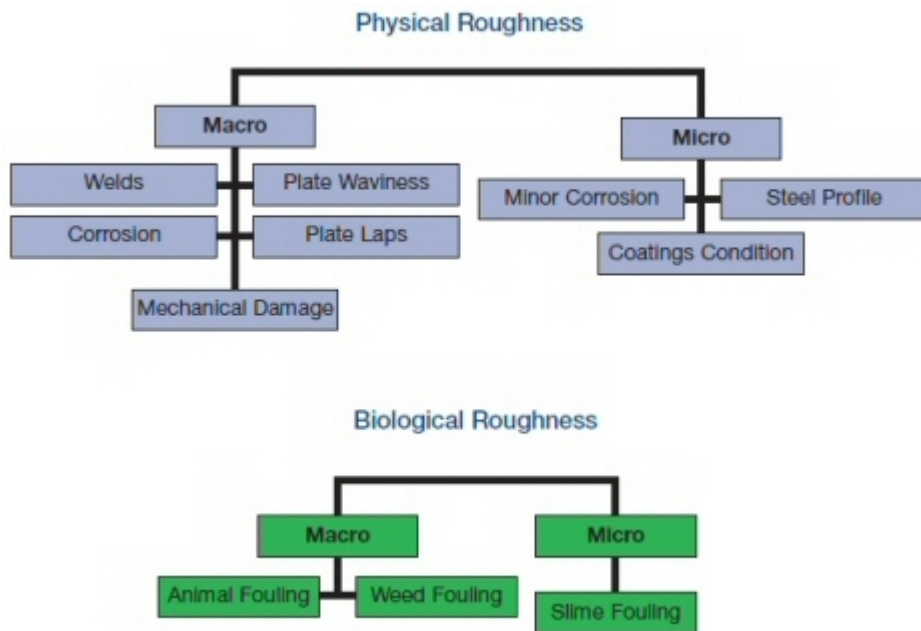 Physical Roughness
Macro
Micro
Welds
Plate Waviness
Minor Corrosion
Steel Profile
Corrosion
Plate Laps
Coatings Condition
Mechanical Damage
Biological Roughness
Macro
Micro
Animal Fouling
Weed Fouling
Slime Fouling